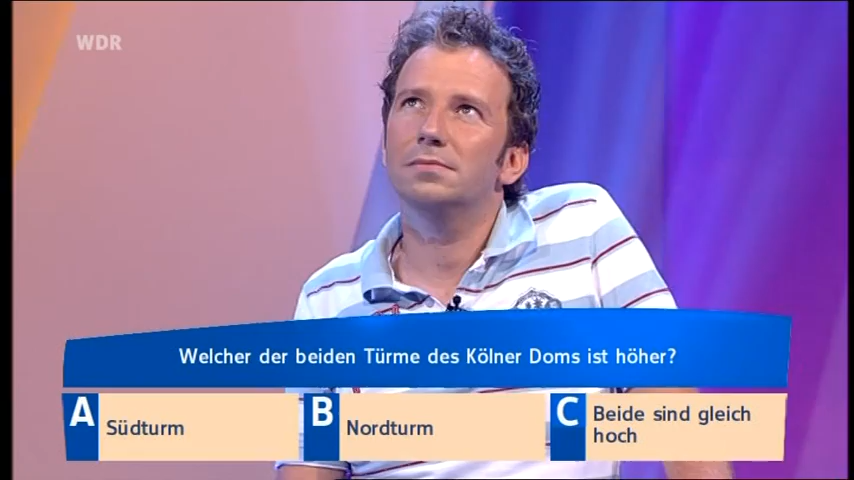 WDR
Welcher der beiden Türme des Kölner Doms ist höher?
A Südturm
B Nordturm
C Beide sind gleich
hoch